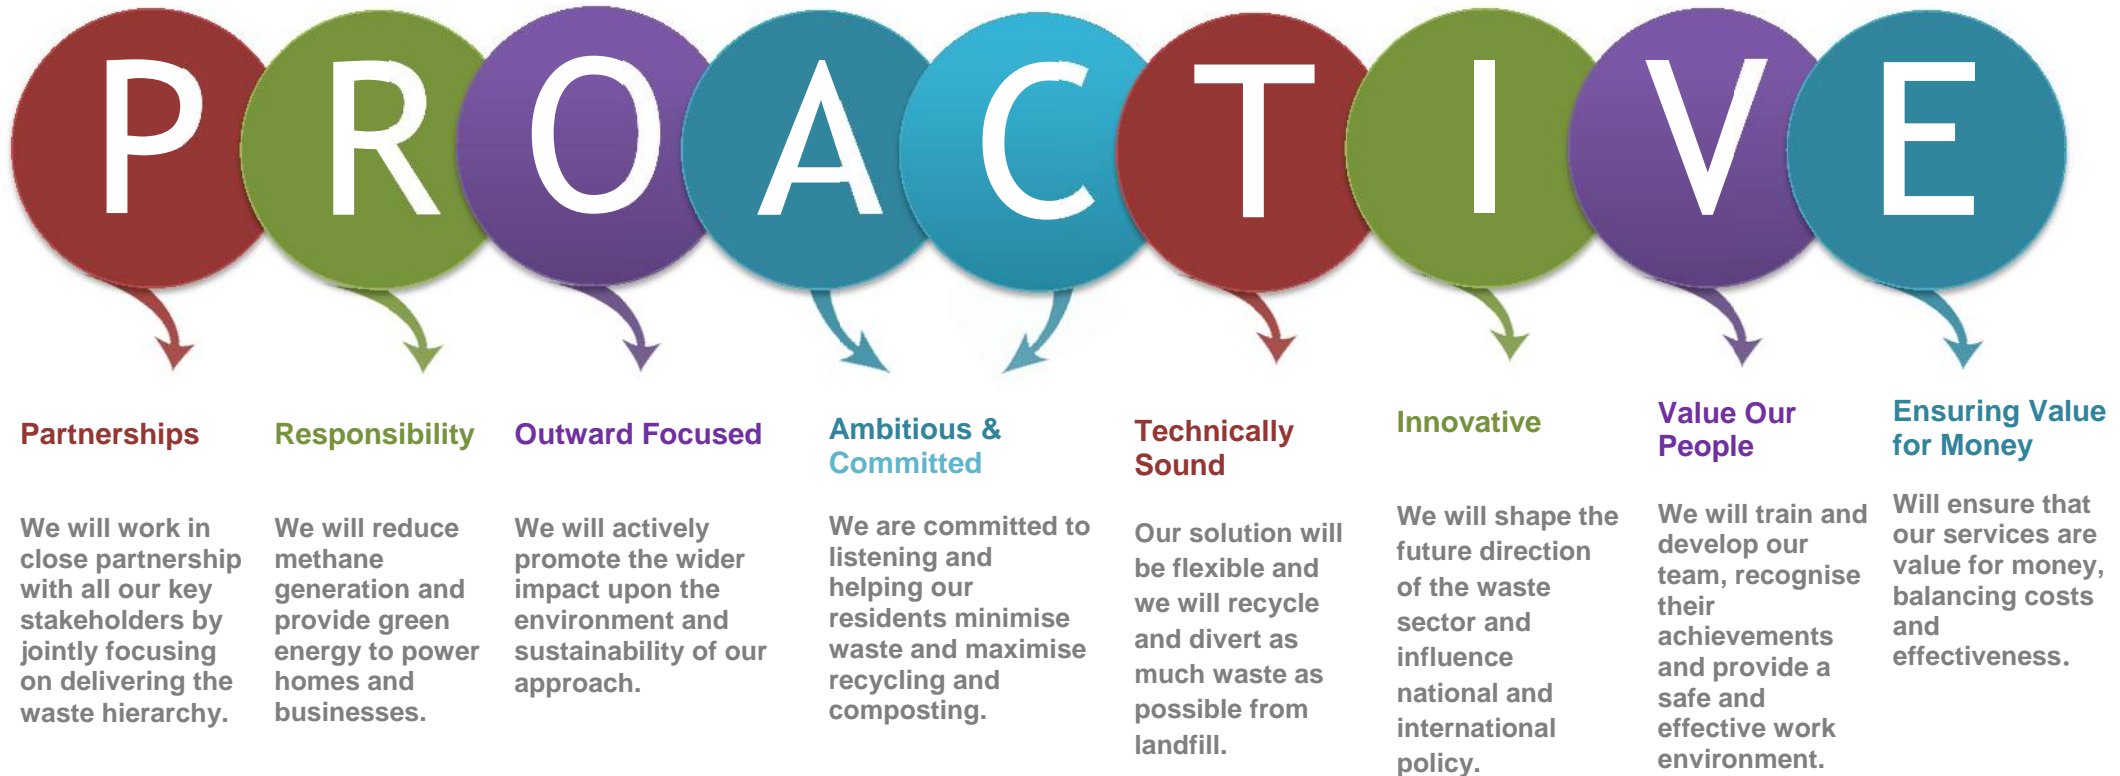 P R O A C T I V E
Partnerships
We will work in
close partnership
with all our key
stakeholders by
jointly focusing
on delivering the
waste hierarchy.
Responsibility
We will reduce
methane
generation and
provide green
energy to power
homes and
businesses.
Outward Focused
We will actively
promote the wider
impact upon the
environment and
sustainability of our
approach.
Ambitious &
Committed
We are committed to
listening and
helping our
residents minimise
waste and maximise
recycling and
composting.
Technically
Sound
Our solution will
be flexible and
we will recycle
and divert as
much waste as
possible from
landfill.
Innovative
We will shape the
future direction
of the waste
sector and
influence
national and
international
policy.
Value Our
People
We will train and
develop our
team, recognise
their
achievements
and provide a
safe and
effective work
environment.
Ensuring Value
for Money
Will ensure that
our services are
value for money,
balancing costs
and
effectiveness.